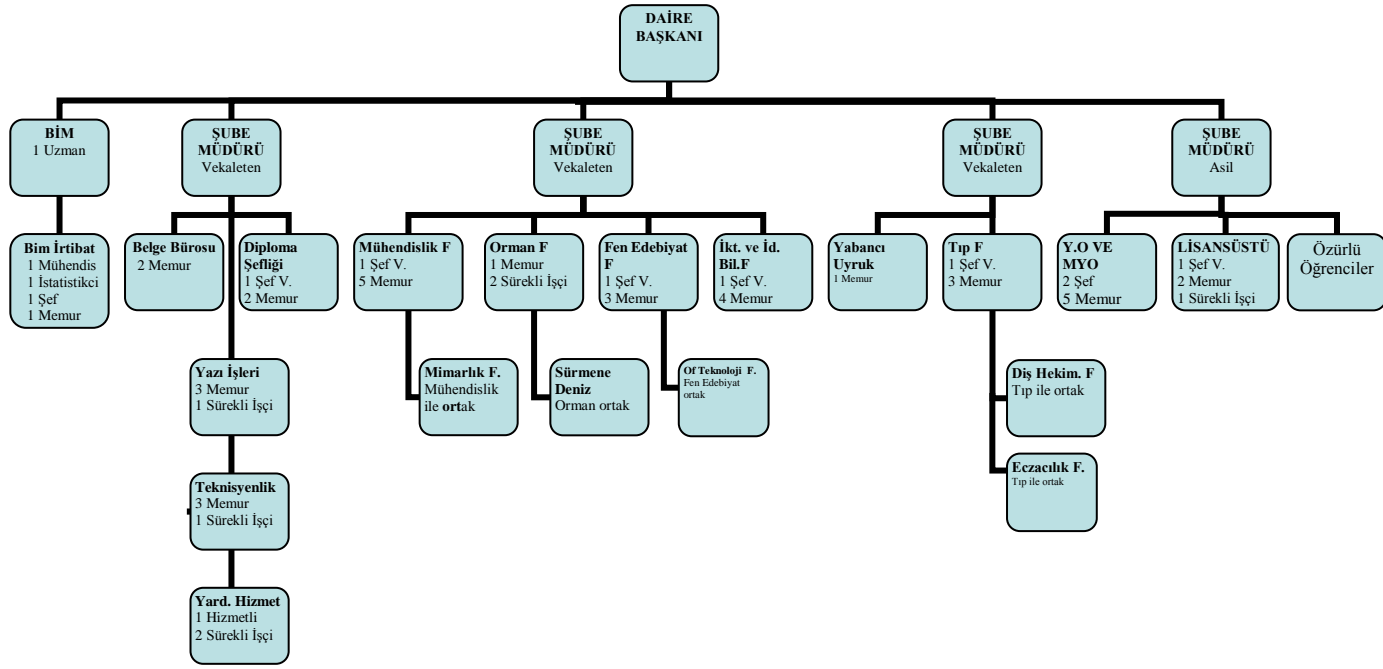 DAİRE
BAŞKANI
BİM
1 Uzman
ŞUBE
MÜDÜRÜ
Vekaleten
ŞUBE
MÜDÜRÜ
Vekaleten
ŞUBE
MÜDÜRÜ
Vekaleten
ŞUBE
MÜDÜRÜ
Asil
Bim İrtibat
1 Mühendis
1 İstatistikci
1 Şef
1 Memur
Belge Bürosu
2 Memur
Diploma
Şefliği
1 Şef V.
2 Memur
Mühendislik F
1 Şef V.
5 Memur
Orman F
1 Memur
2 Sürekli İşçi
Fen Edebiyat
F
1 Şef V.
3 Memur
İkt. ve İd.
Bil.F
1 Şef V.
4 Memur
Yabancı
Uyruk
1 Memur
Tıp F
1 Şef V.
3 Memur
Y.O VE
MYO
2 Şef
5 Memur
LİSANSÜSTÜ
1 Şef V.
2 Memur
1 Sürekli İşçi
Özürlü
Öğrenciler
Yazı İşleri
3 Memur
1 Sürekli İşçi
Mimarlık F.
Mühendislik
ile ortak
Sürmene
Deniz
Orman ortak
Of Teknoloji F.
Fen Edebiyat
ortak
Diş Hekim. F
Tıp ile ortak
Eczacılık F.
Tıp ile ortak
Teknisyenlik
3 Memur
1 Sürekli İşçi
Yard. Hizmet
1 Hizmetli
2 Sürekli İşçi